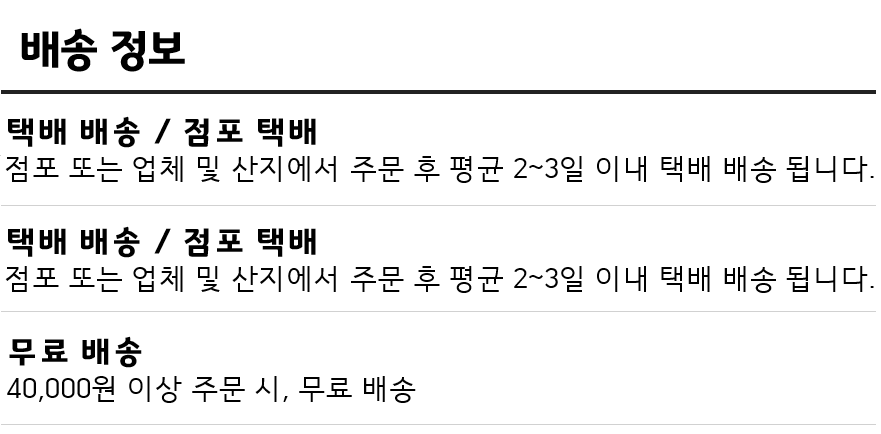 배송 정보
택배 배송 / 점포 택배
점포 또는 업체 및 산지에서 주문 후 평균 2~3일 이내 택배 배송 됩니다.
택배 배송 / 점포 택배
점포 또는 업체 및 산지에서 주문 후 평균 2~3일 이내 택배 배송 됩니다.
무료 배송
40,000원 이상 주문 시, 무료 배송